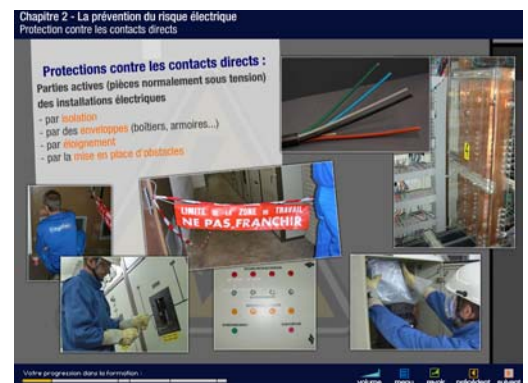 Chapitre 2 - La prévention du risque électrique
Protection contre les contacts directs
Protections contre les contacts directs :
Parties actives (pièces normalement sous tension)
des installations électriques
- par isolation
- par des enveloppes (boîtiers, armoires...)
- par éloignement
- par la mise en place d'obstacles
LIMITE DE LA ZONE DE TRAVAIL
NE PAS FRANCHIR
Votre progression dans la formation :
volume menu revoir précédent suivant